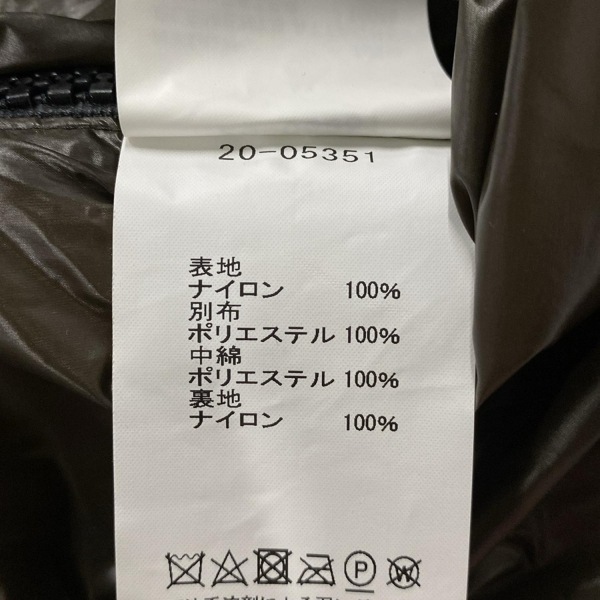 20-05351
表地
ナイロン 100%
別布
ポリエステル 100%
中綿
ポリエステル 100%
裏地
ナイロン 100%
P W